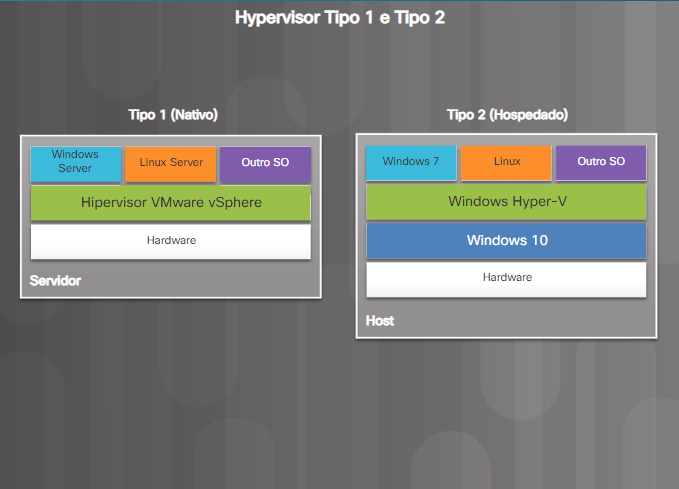 Hypervisor Tipo 1 e Tipo 2
Tipo 1 (Nativo)
Windows
Server
Linux Server
Outro SO
Hipervisor VMware vSphere
Hardware
Servidor
Tipo 2 (Hospedado)
Windows 7
Linux
Outro SO
Windows Hyper-V
Windows 10
Hardware
Host